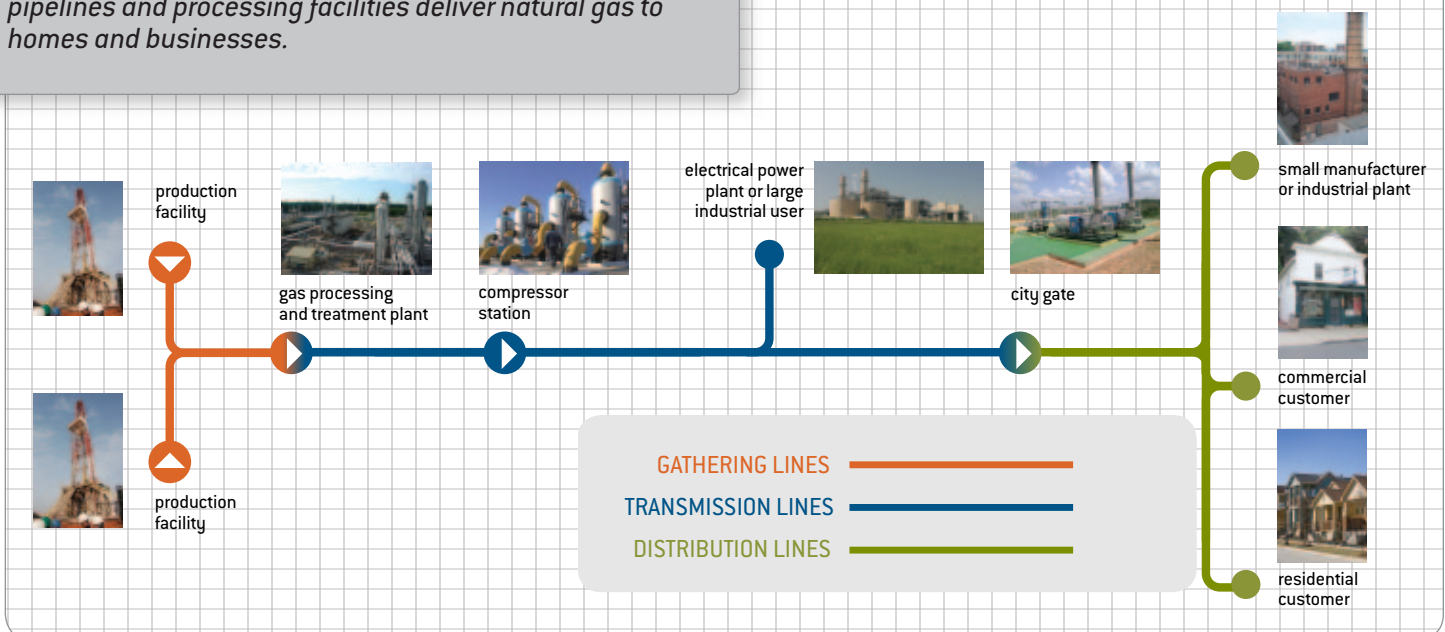 pipelines and processing facilities deliver natural gas to
homes and businesses.
production
facility
gas processing
and treatment plant
compressor
station
electrical power
plant or large
industrial user
city gate
small manufacturer
or industrial plant
commercial
customer
residential
customer
production
facility
GATHERING LINES
TRANSMISSION LINES
DISTRIBUTION LINES